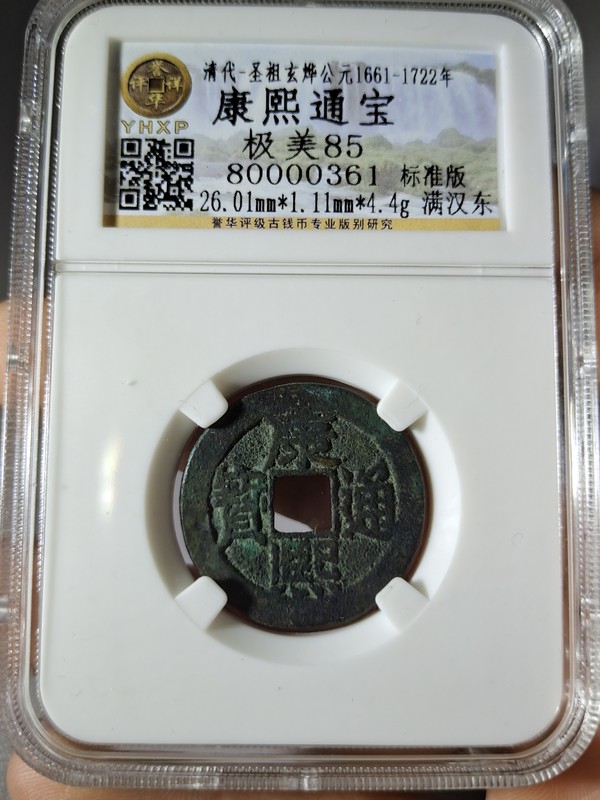 清代-圣祖玄烨公元1661-1722年
康熙通宝
YHXP
极美85
80000361 标准版
26.01mm*1.11mm*4.4g 满汉东
誉华评级古钱币专业版别研究
康熙通寳